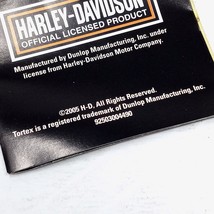 HARLEY-DAVIDSON
OFFICIAL LICENSED PRODUCT
Manufactured by Dunlop Manufacturing, Inc. under
license from Harley-Davidson Motor Company.
©2005 H-D. All Rights Reserved.
Tortex is a registered trademark of Dunlop Manufacturing, Inc.
92503004490